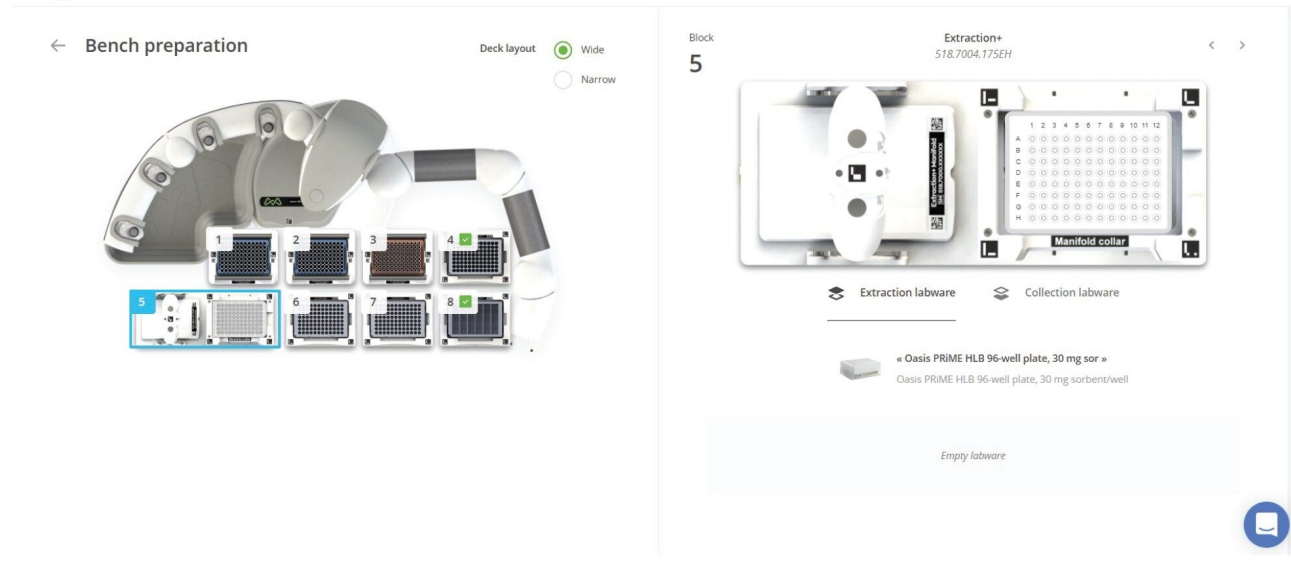 Bench preparation
Deck layout
Wide
Narrow
1
2
3
4
5
6
7
8
Block
5
Extraction+
518.7004.175EH
Extraction+ Manifold
1 2 3 4 5 6 7 8 9 10 11 12
A
B
C
D
E
F
G
H
Manifold collar
Extraction labware
Collection labware
« Oasis PRiME HLB 96-well plate, 30 mg sor »
Oasis PRiME HLB 96-well plate, 30 mg sorbent/well
Empty labware